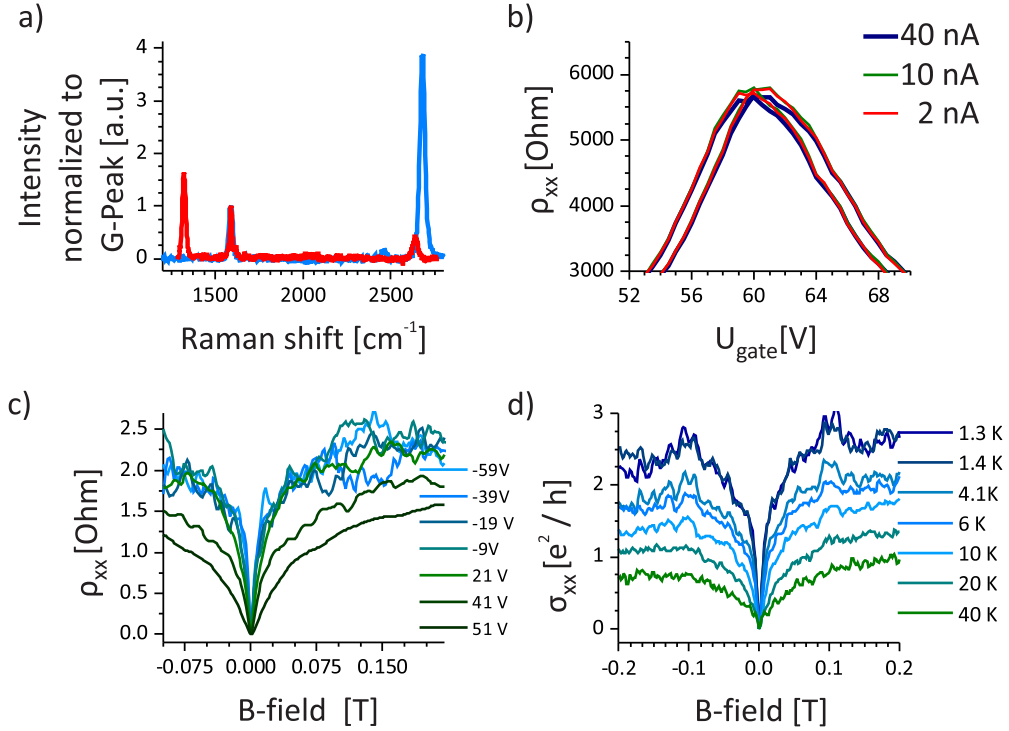 a)
4
3
2
1
0
Intensity
normalized to
G-Peak [a.u.]
1500
2000
2500
Raman shift [cm⁻¹]
b)
40 nA
10 nA
2 nA
6000
5000
4000
3000
ρxx [Ohm]
52
56
60
64
68
Ugate[V]
c)
2.5
2.0
1.5
1.0
0.5
0.0
ρxx [Ohm]
-59V
-39V
-19 V
-9V
21 V
41 V
51 V
-0.075
0.000
0.075
0.150
B-field [T]
d)
3
2
1
0
σxx [e² / h]
1.3 K
1.4 K
4.1K
6 K
10 K
20 K
40 K
-0.2
-0.1
0.0
0.1
0.2
B-field [T]